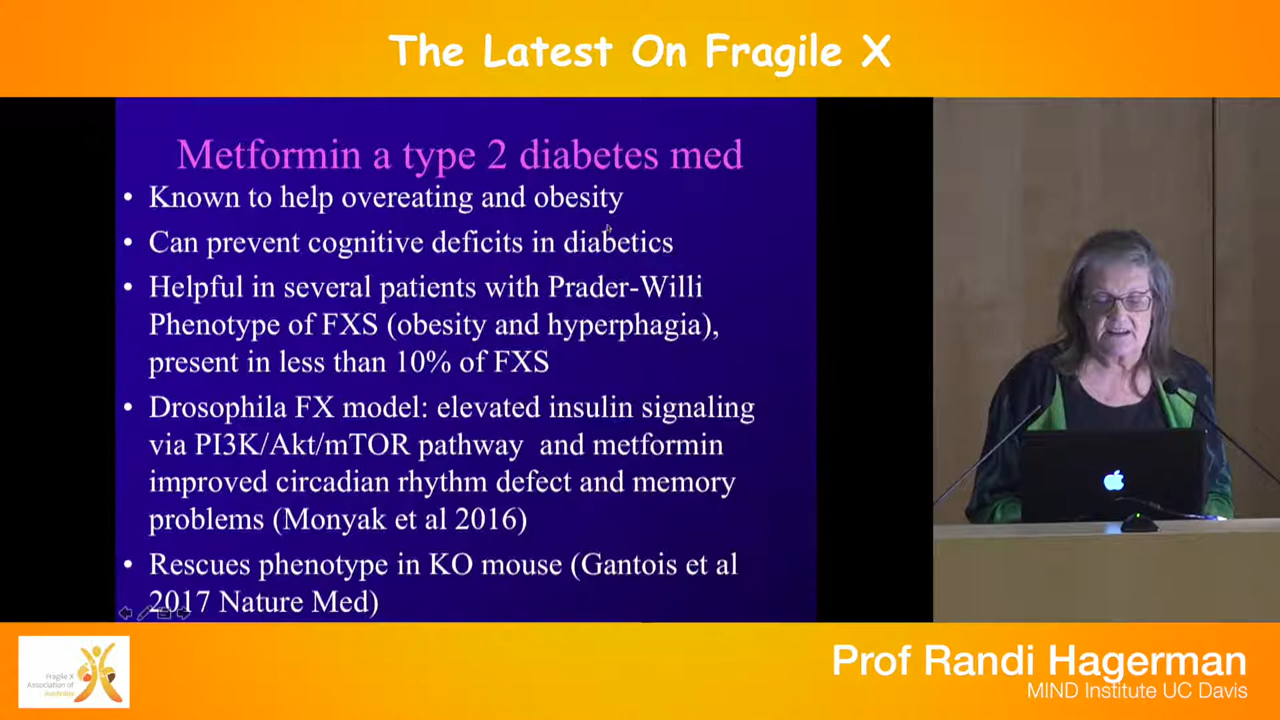 The Latest On Fragile X
Metformin a type 2 diabetes med
• Known to help overeating and obesity
• Can prevent cognitive deficits in diabetics
• Helpful in several patients with Prader-Willi
Phenotype of FXS (obesity and hyperphagia),
present in less than 10% of FXS
• Drosophila FX model: elevated insulin signaling
via PI3K/Akt/mTOR pathway and metformin
improved circadian rhythm defect and memory
problems (Monyak et al 2016)
• Rescues phenotype in KO mouse (Gantois et al
2017 Nature Med)
Fragile X
Association of
Australia
Prof Randi Hagerman
MIND Institute UC Davis